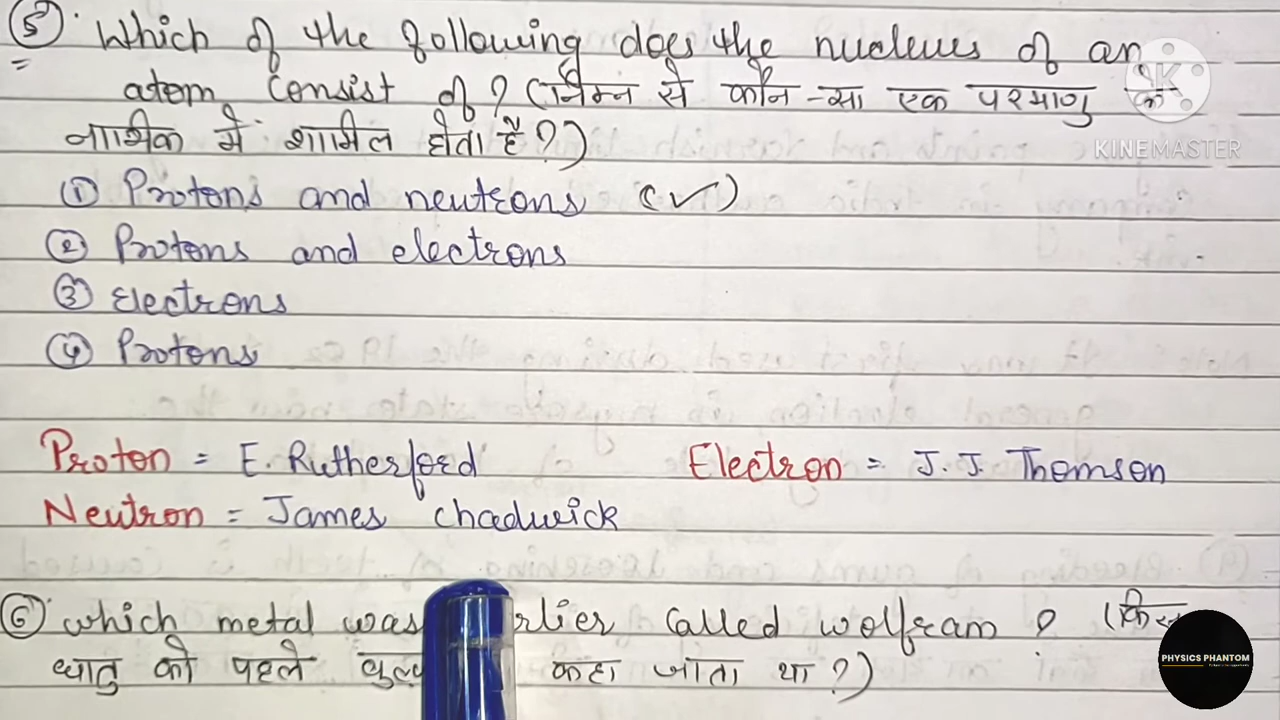 ⑤ Which of the following does the nucleus of an
atom consist of? (निम्न से कौन-सा एक परमाणु के
नाभिक में शामिल होता है?)
① Protons and neutrons (✓)
② Protons and electrons
③ Electrons
④ Protons
Proton = E. Rutherford Electron = J. J. Thomson
Neutron = James Chadwick
⑥ which metal was called wolfram ?
धातु को पहले कहा जाता था?)
KINEMASTER
PHYSICS PHANTOM